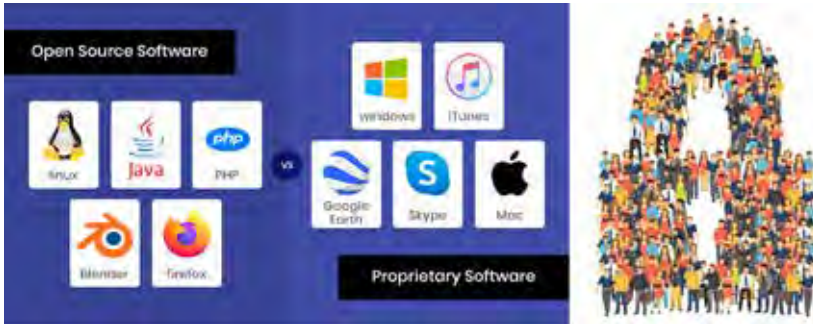 Open Source Software
linux
Java
php
PHP
Blender
firefox
vs
windows
iTunes
Google
Earth
S
Skype
Mac
Proprietary Software